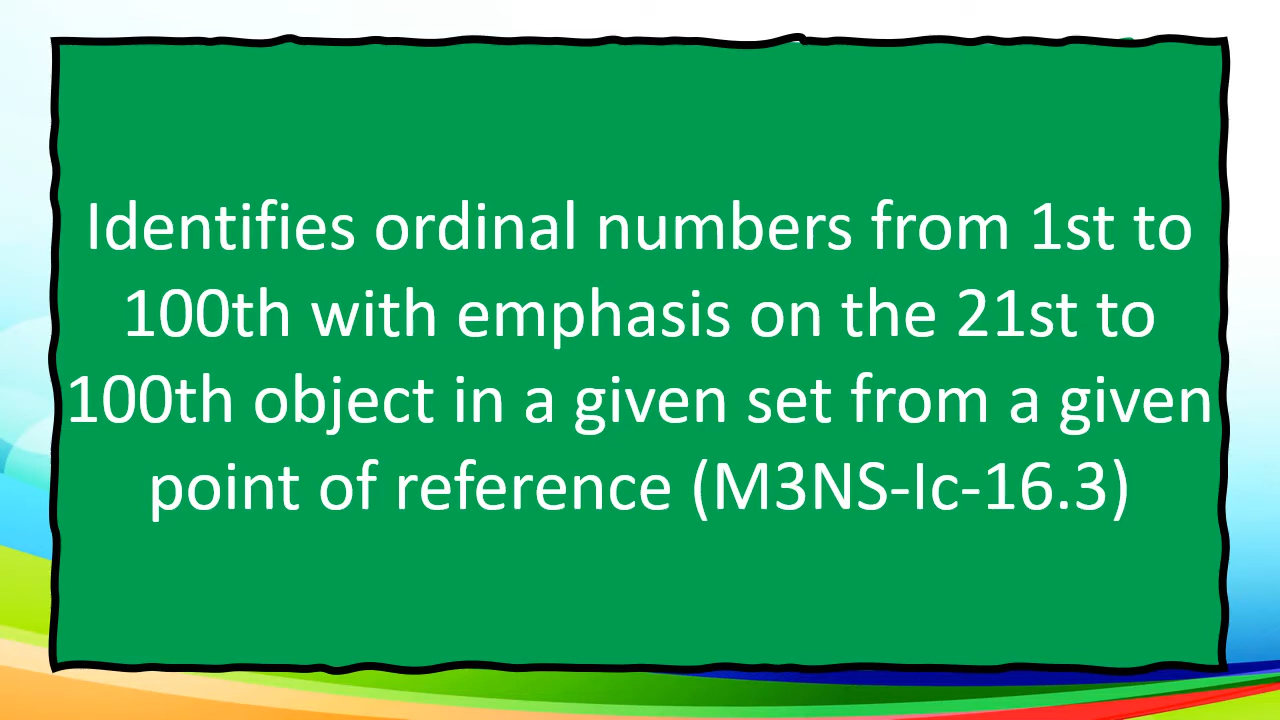 Identifies ordinal numbers from 1st to
100th with emphasis on the 21st to
100th object in a given set from a given
point of reference (M3NS-Ic-16.3)